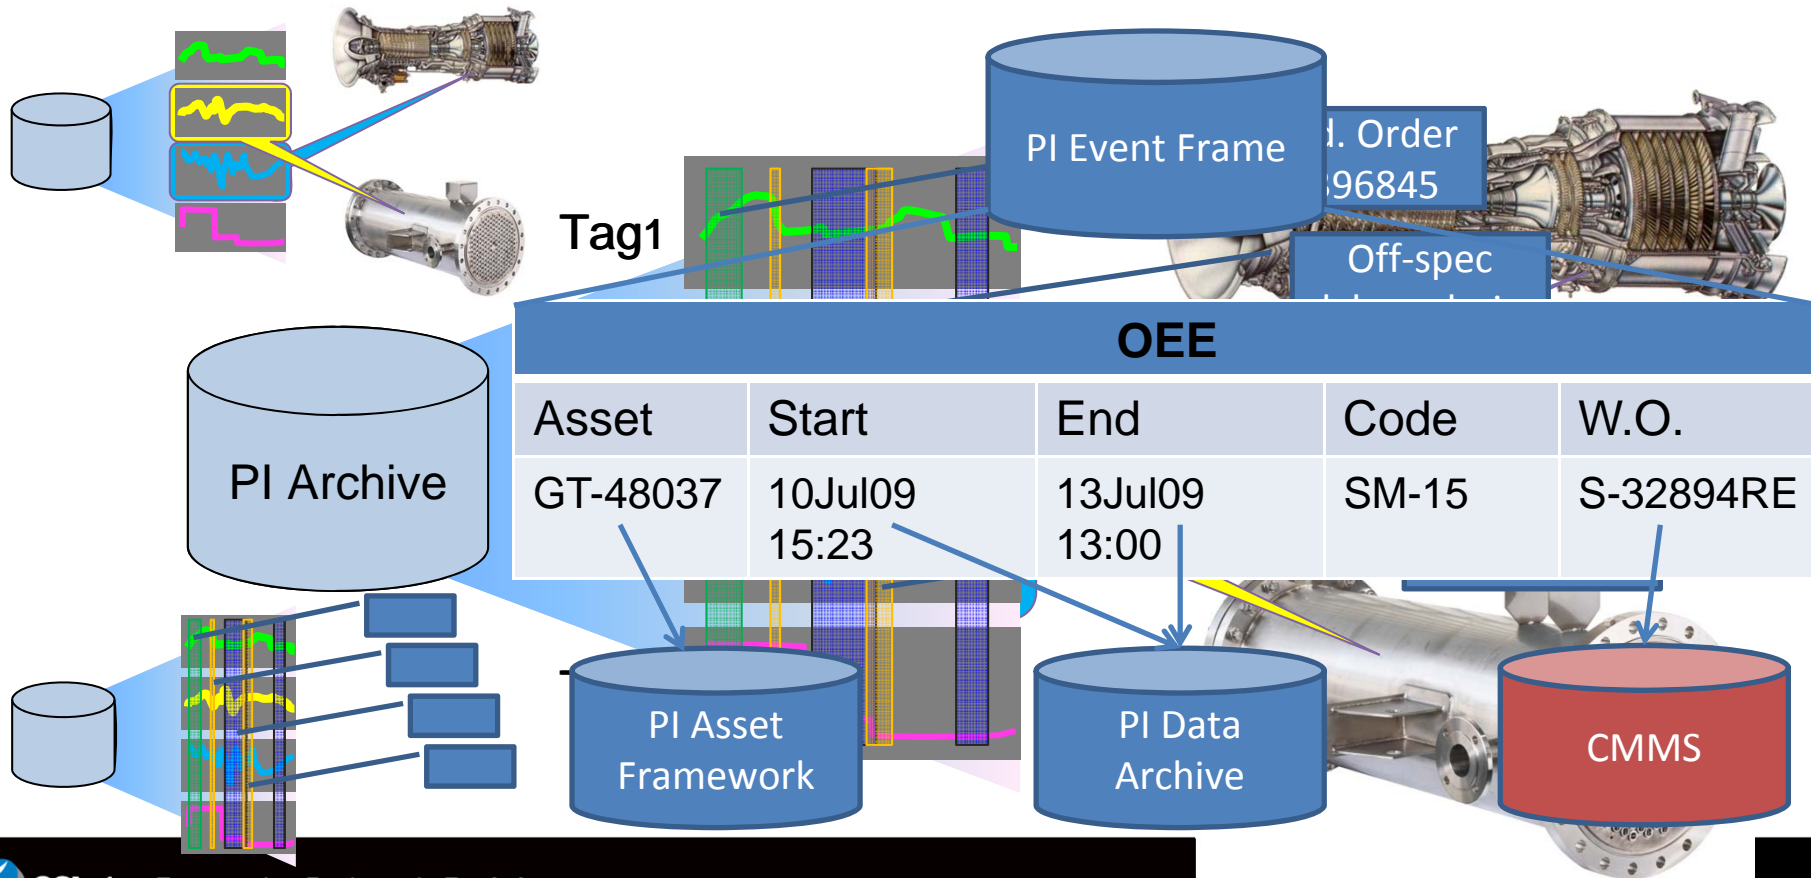 PI Event Frame
d. Order
396845
Tag1
Off-spec
OEE
Asset Start End Code W.O.
GT-48037 10Jul09 13Jul09 SM-15 S-32894RE
15:23 13:00
PI Archive
PI Asset
Framework
PI Data
Archive
CMMS